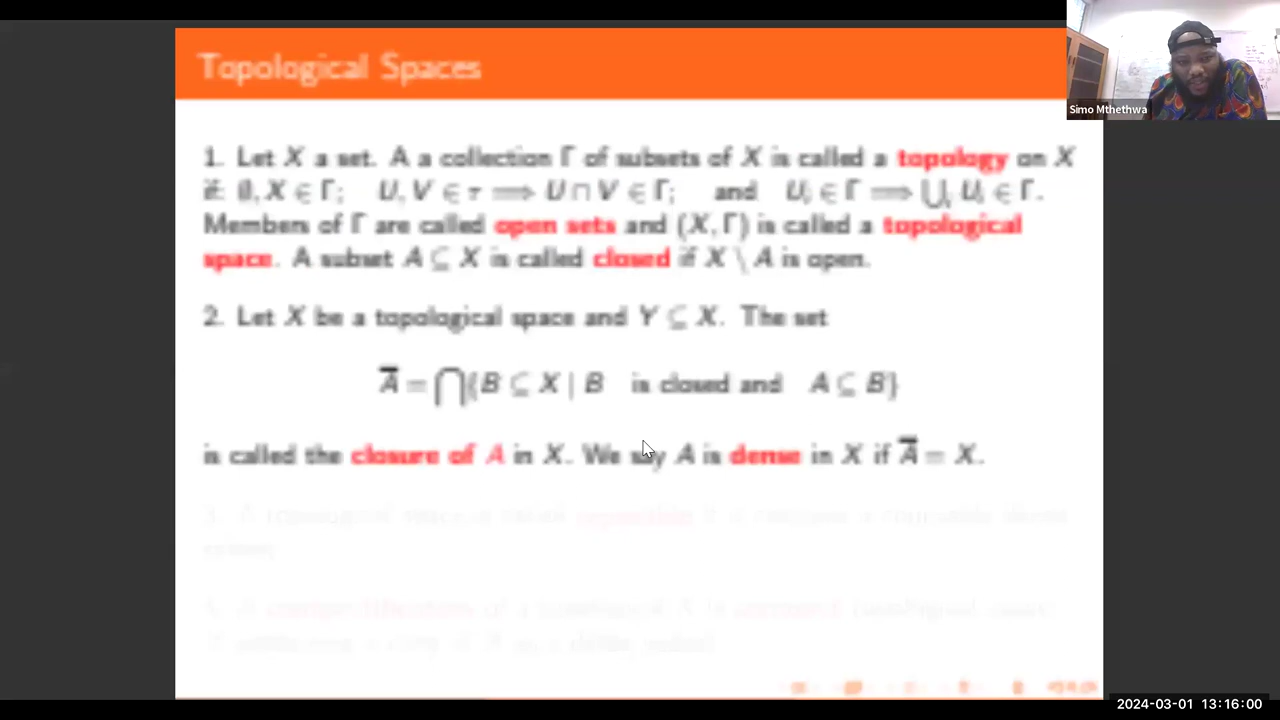 Topological Spaces
Simo Mthethwa
1. Let X a set. A a collection Γ of subsets of X is called a topology on X
if: ∅, X ∈ Γ; U, V ∈ τ ⟹ U ∩ V ∈ Γ; and U_i ∈ Γ ⟹ ⋃_i U_i ∈ Γ.
Members of Γ are called open sets and (X, Γ) is called a topological
space. A subset A ⊆ X is called closed if X \ A is open.
2. Let X be a topological space and Y ⊆ X. The set
A̅ = ⋂{B ⊆ X | B is closed and A ⊆ B}
is called the closure of A in X. We say A is dense in X if A̅ = X.
2024-03-01 13:16:00